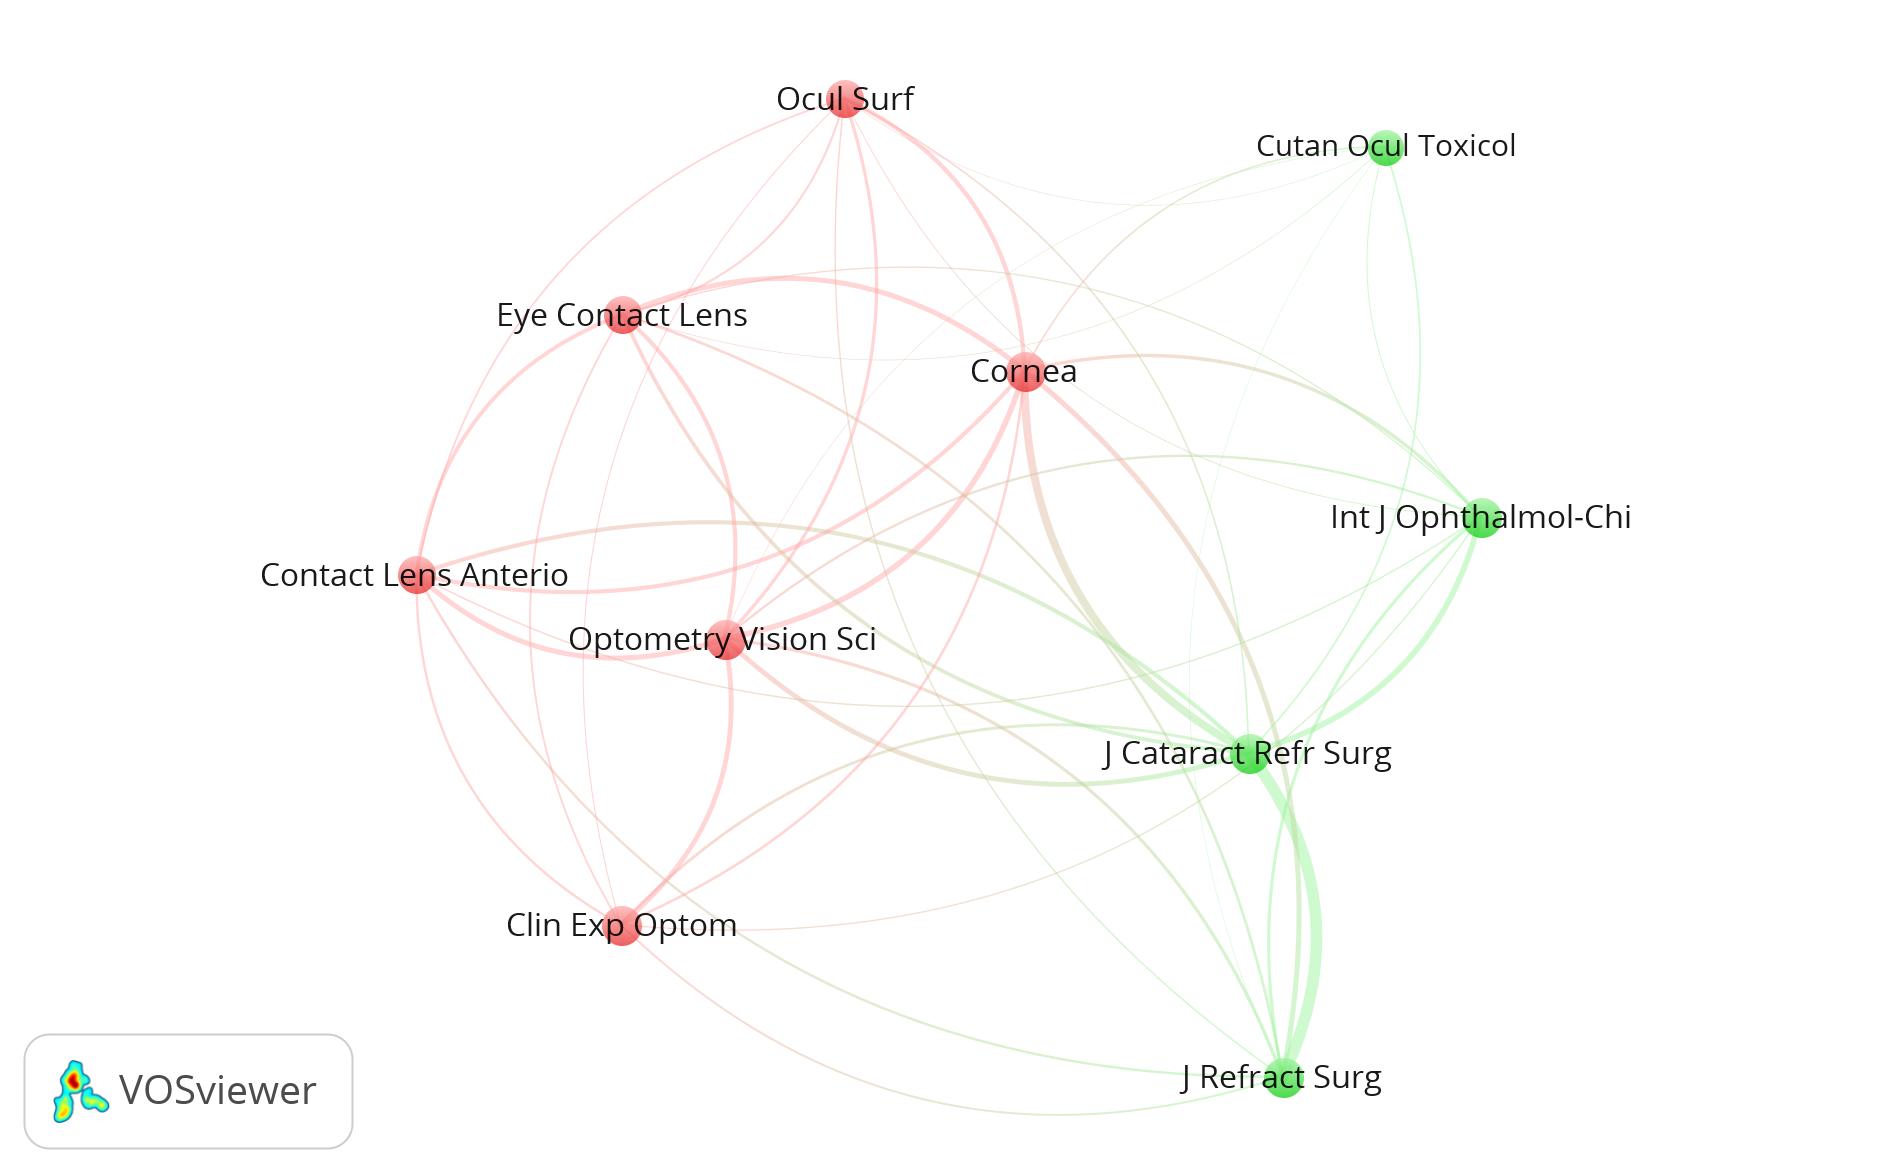 Ocul Surf
Cutan Ocul Toxicol
Eye Contact Lens
Cornea
Int J Ophthalmol-Chi
Contact Lens Anterio
Optometry Vision Sci
J Cataract Refr Surg
Clin Exp Optom
J Refract Surg
VOSviewer